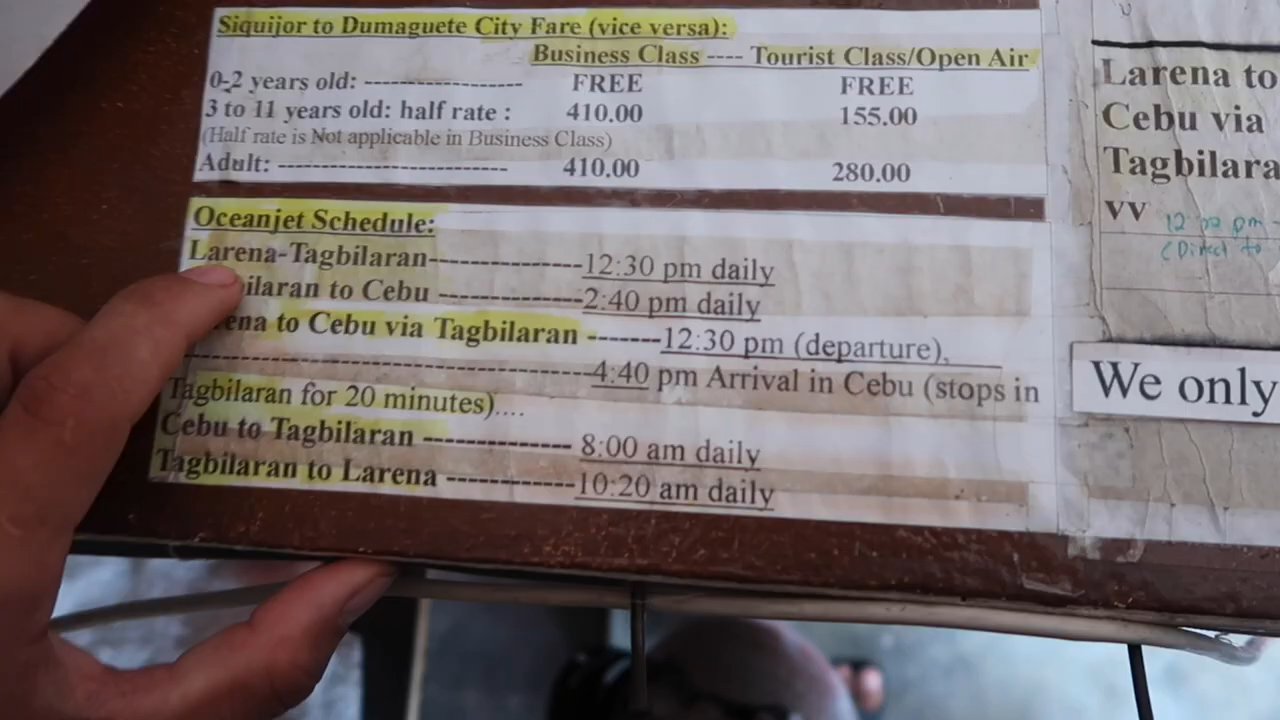 Siquijor to Dumaguete City Fare (vice versa):
Business Class ---- Tourist Class/Open Air
0-2 years old: ------------------ FREE FREE
3 to 11 years old: half rate : 410.00 155.00
(Half rate is Not applicable in Business Class)
Adult: -------------------------- 410.00 280.00
Oceanjet Schedule:
Larena-Tagbilaran----------------12:30 pm daily
ilaran to Cebu ---------------2:40 pm daily
ena to Cebu via Tagbilaran -------12:30 pm (departure),
---------------------------------------------4:40 pm Arrival in Cebu (stops in
Tagbilaran for 20 minutes)....
Cebu to Tagbilaran --------------- 8:00 am daily
Tagbilaran to Larena -------------10:20 am daily
Larena to
Cebu via
Tagbilara
vv
(Direct to
We only